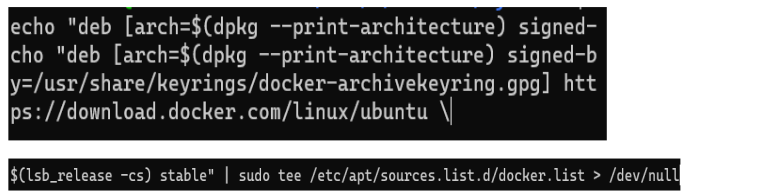 echo "deb [arch=$(dpkg --print-architecture) signed-
cho "deb [arch=$(dpkg --print-architecture) signed-b
y=/usr/share/keyrings/docker-archivekeyring.gpg] htt
ps://download.docker.com/linux/ubuntu \
$(lsb_release -cs) stable" | sudo tee /etc/apt/sources.list.d/docker.list > /dev/null